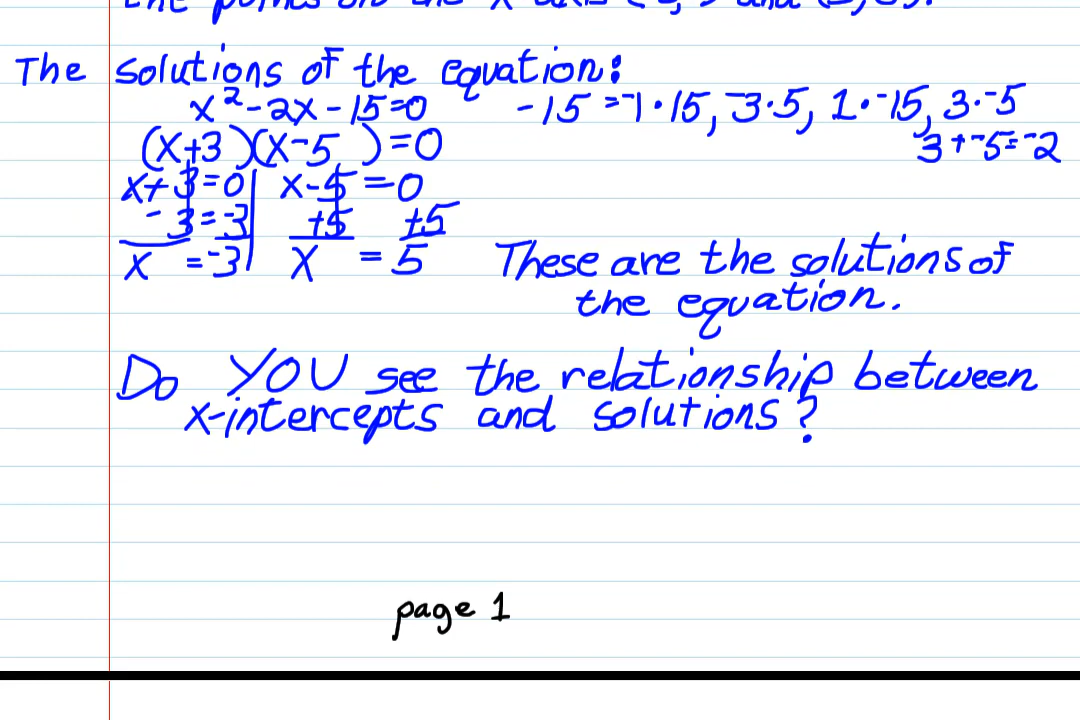 The solutions of the equation:
x² - 2x - 15 = 0 -15 = ⁻1 · 15, ⁻3 · 5, 1 · ⁻15, 3 · ⁻5
(x+3)(x-5) = 0 3 + ⁻5 = ⁻2
x+3 = 0 | x-5 = 0
-3 = -3 | +5 +5
x = -3 | x = 5 These are the solutions of
the equation.
Do YOU see the relationship between
x-intercepts and solutions?
page 1